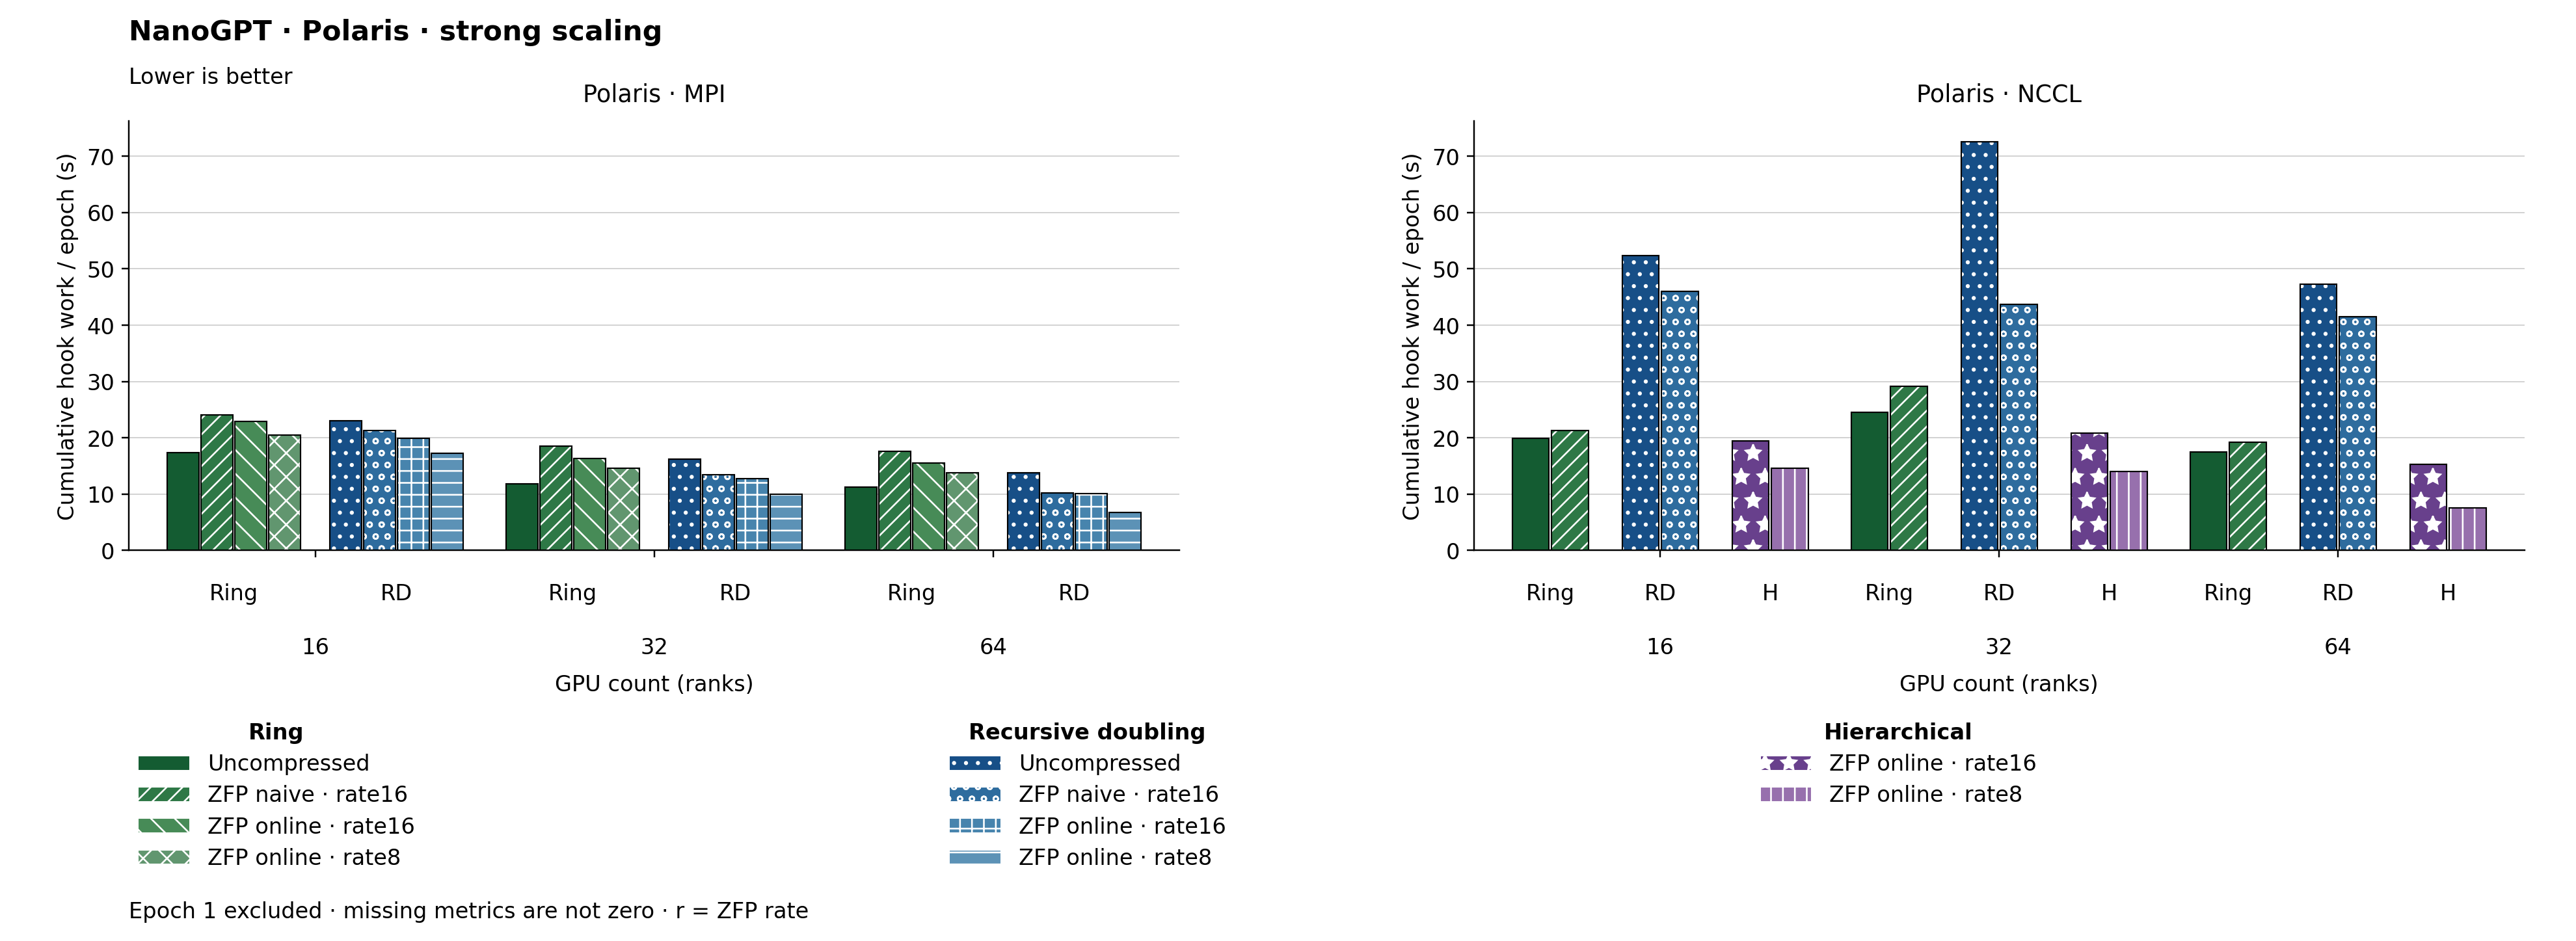 NanoGPT · Polaris · strong scaling
Lower is better
Polaris · MPI
Cumulative hook work / epoch (s)
70
60
50
40
30
20
10
0
Ring RD Ring RD Ring RD
16 32 64
GPU count (ranks)
Polaris · NCCL
Cumulative hook work / epoch (s)
70
60
50
40
30
20
10
0
Ring RD H Ring RD H Ring RD H
16 32 64
GPU count (ranks)
Ring
Uncompressed
ZFP naive · rate16
ZFP online · rate16
ZFP online · rate8
Recursive doubling
Uncompressed
ZFP naive · rate16
ZFP online · rate16
ZFP online · rate8
Hierarchical
ZFP online · rate16
ZFP online · rate8
Epoch 1 excluded · missing metrics are not zero · r = ZFP rate